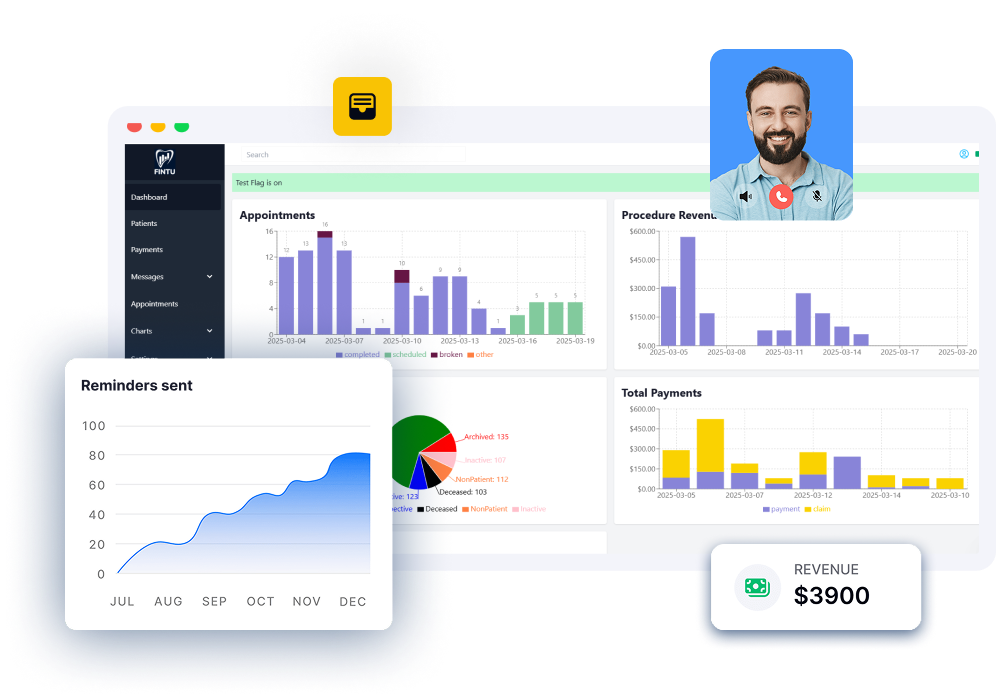 Search
FINTU
Test Flag is on
Dashboard
Patients
Payments
Messages
Appointments
Charts
Appointments
16
12
8
4
0
12
13
16
13
1
1
10
6
9
9
4
1
3
5
5
5
2025-03-04
2025-03-07
2025-03-10
2025-03-13
2025-03-16
2025-03-19
completed
scheduled
broken
other
Procedure Revenu
$600.00
$450.00
$300.00
$150.00
$0.00
2025-03-05
2025-03-08
2025-03-11
2025-03-14
2025-03-17
2025-03-20
Reminders sent
100
80
60
40
20
0
JUL AUG SEP OCT NOV DEC
Archived: 135
Inactive: 107
NonPatient: 112
Deceased: 103
ive: 123
pective
Deceased
NonPatient
Inactive
Total Payments
$600.00
$450.00
$300.00
$150.00
$0.00
2025-03-05
2025-03-07
2025-03-12
2025-03-14
2025-03-10
payment
claim
REVENUE
$3900